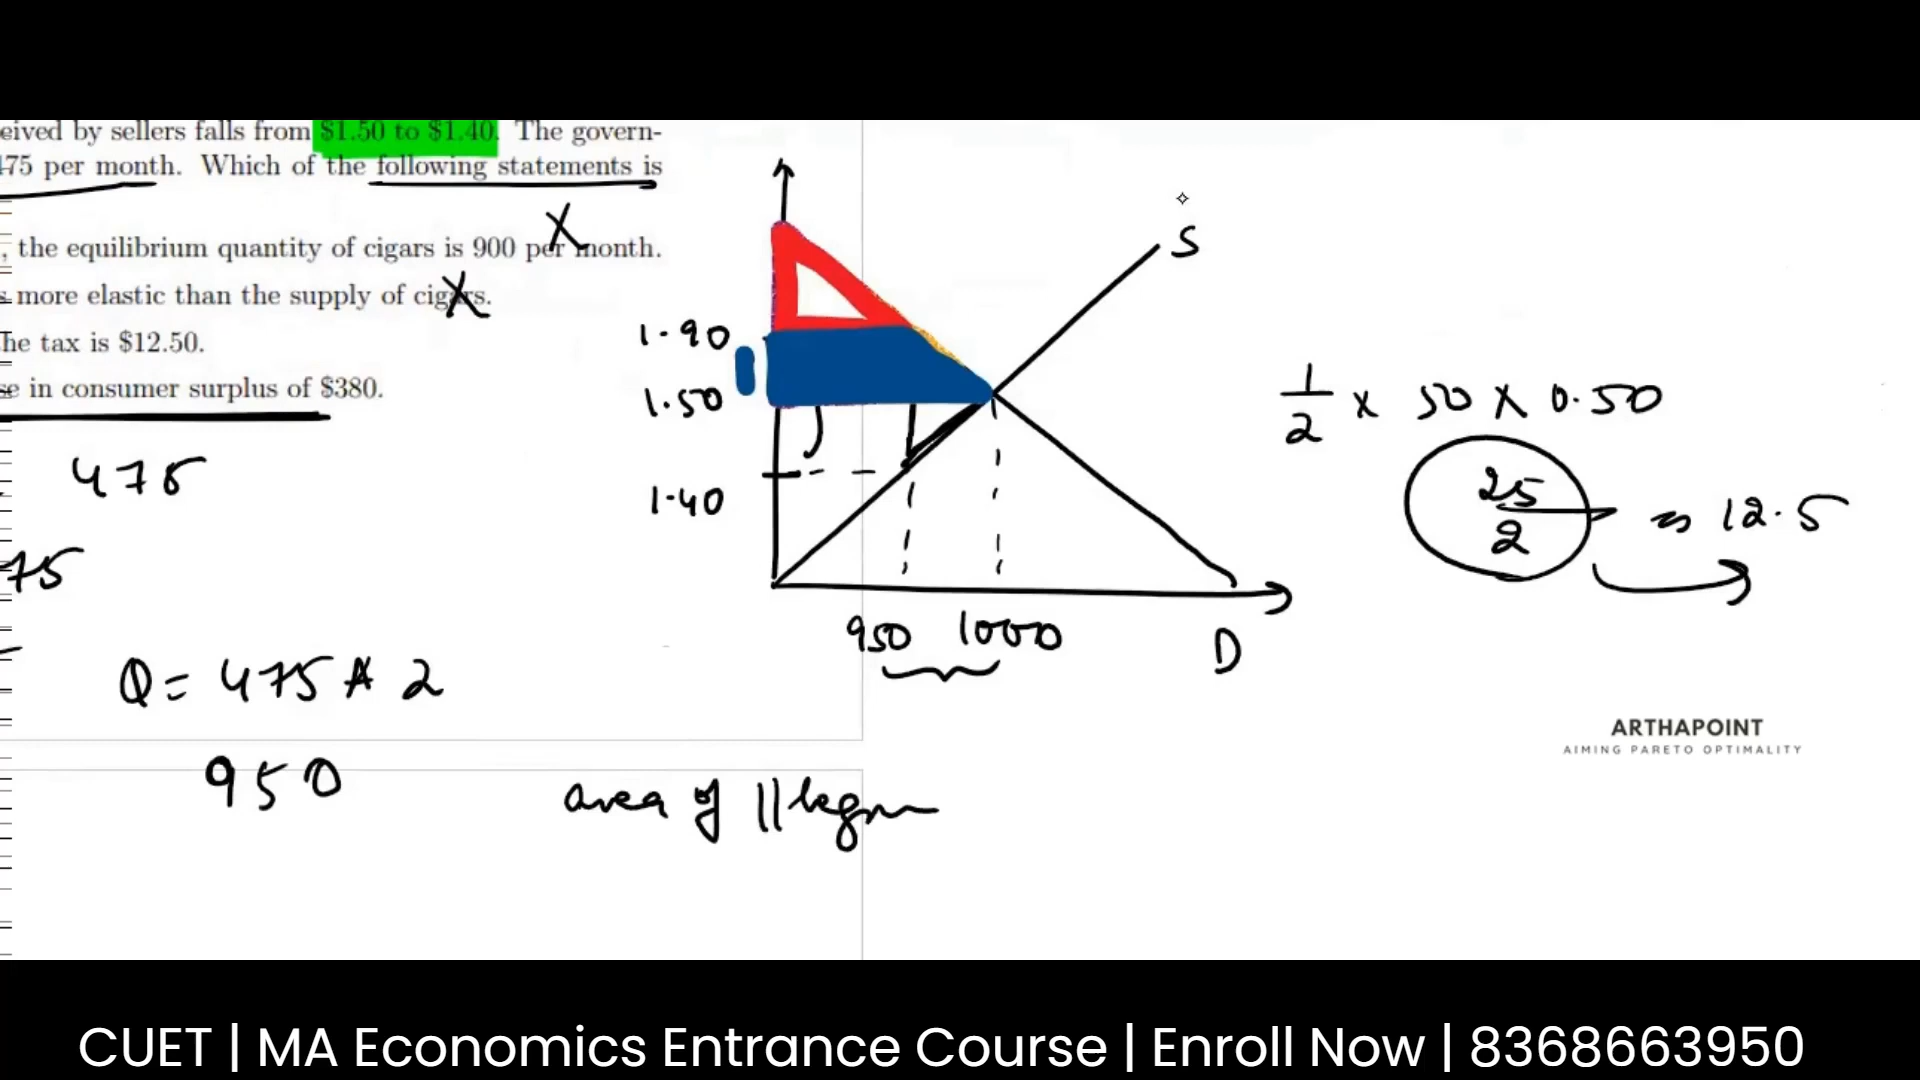 eived by sellers falls from $1.50 to $1.40. The govern-
475 per month. Which of the following statements is
, the equilibrium quantity of cigars is 900 per month.
s more elastic than the supply of cigars.
he tax is $12.50.
se in consumer surplus of $380.
475
75
Q = 475 * 2
950
area of ||logm
1.90
1.50
1.40
S
950 1000
D
1/2 x 50 x 0.50
25/2 = 12.5
ARTHAPOINT
AIMING PARETO OPTIMALITY
CUET | MA Economics Entrance Course | Enroll Now | 8368663950